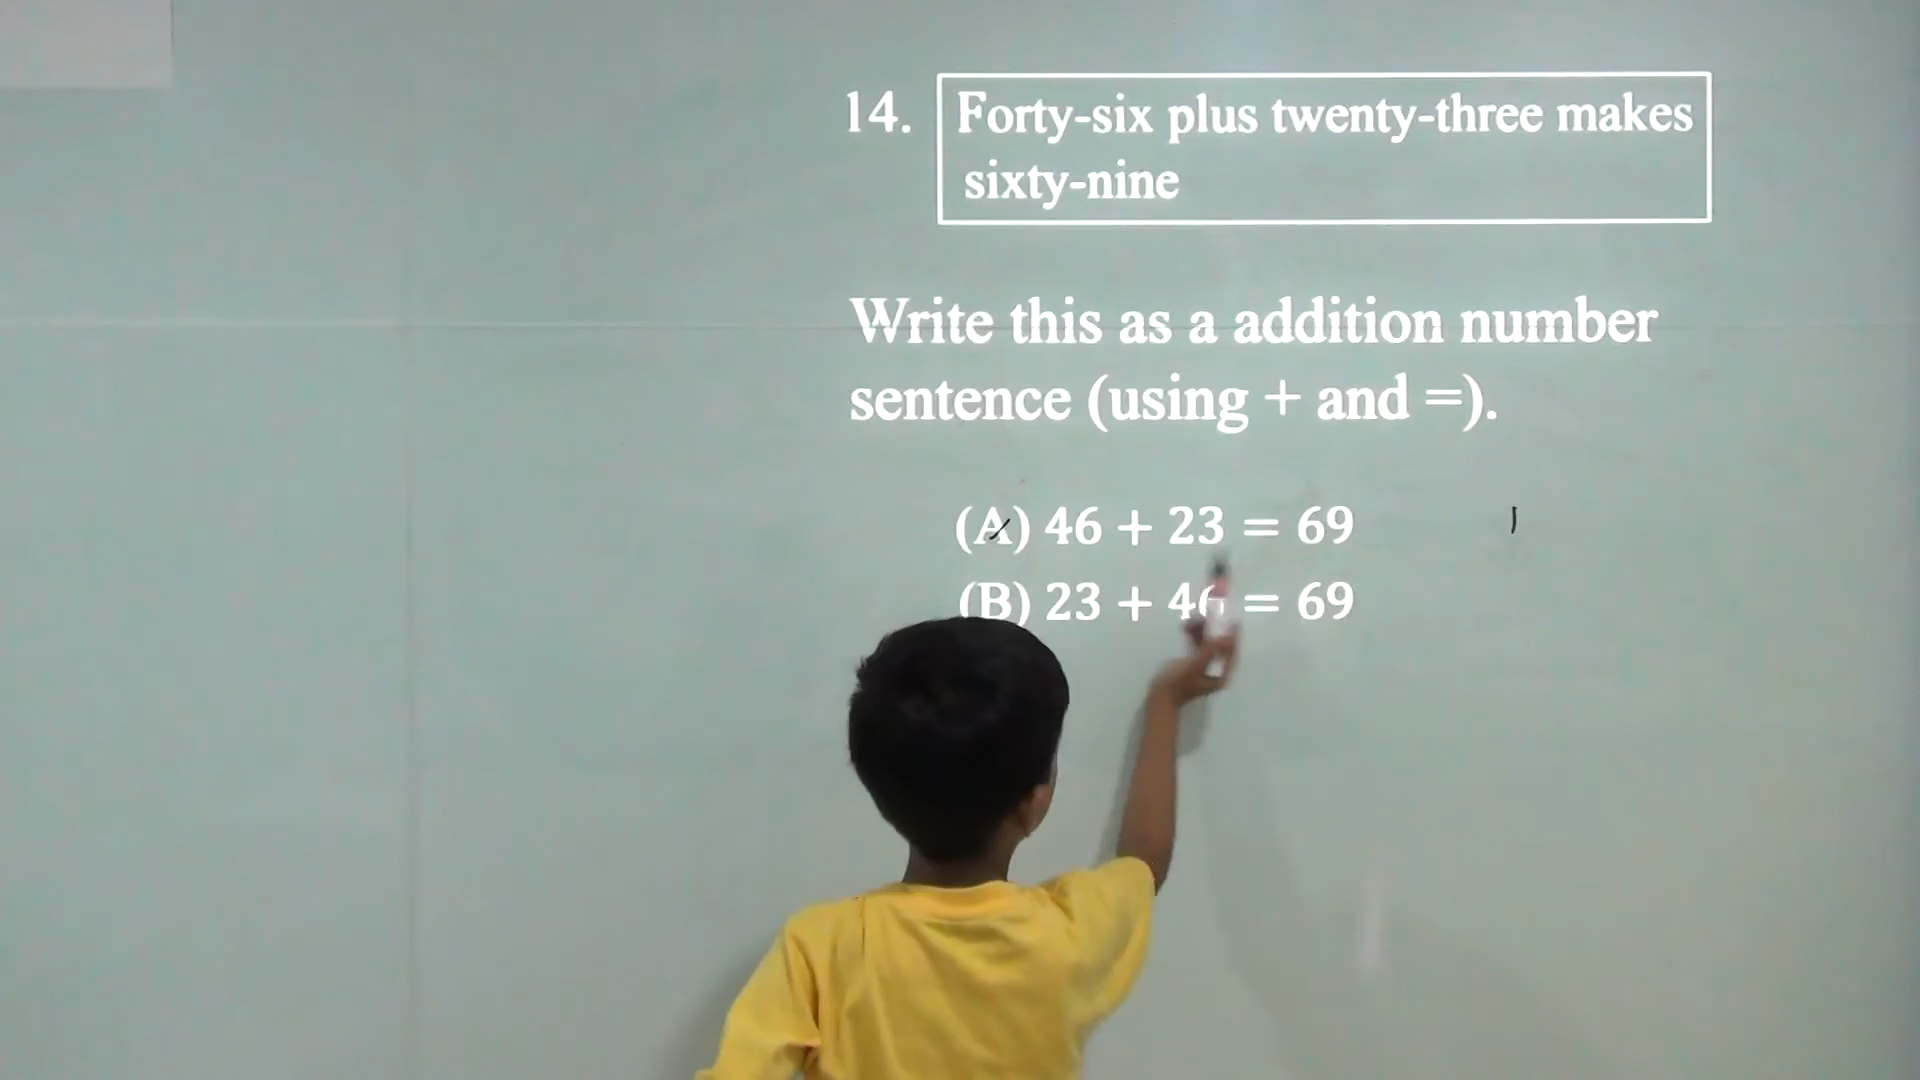 14. Forty-six plus twenty-three makes
sixty-nine
Write this as a addition number
sentence (using + and =).
(A) 46 + 23 = 69
(B) 23 + 46 = 69